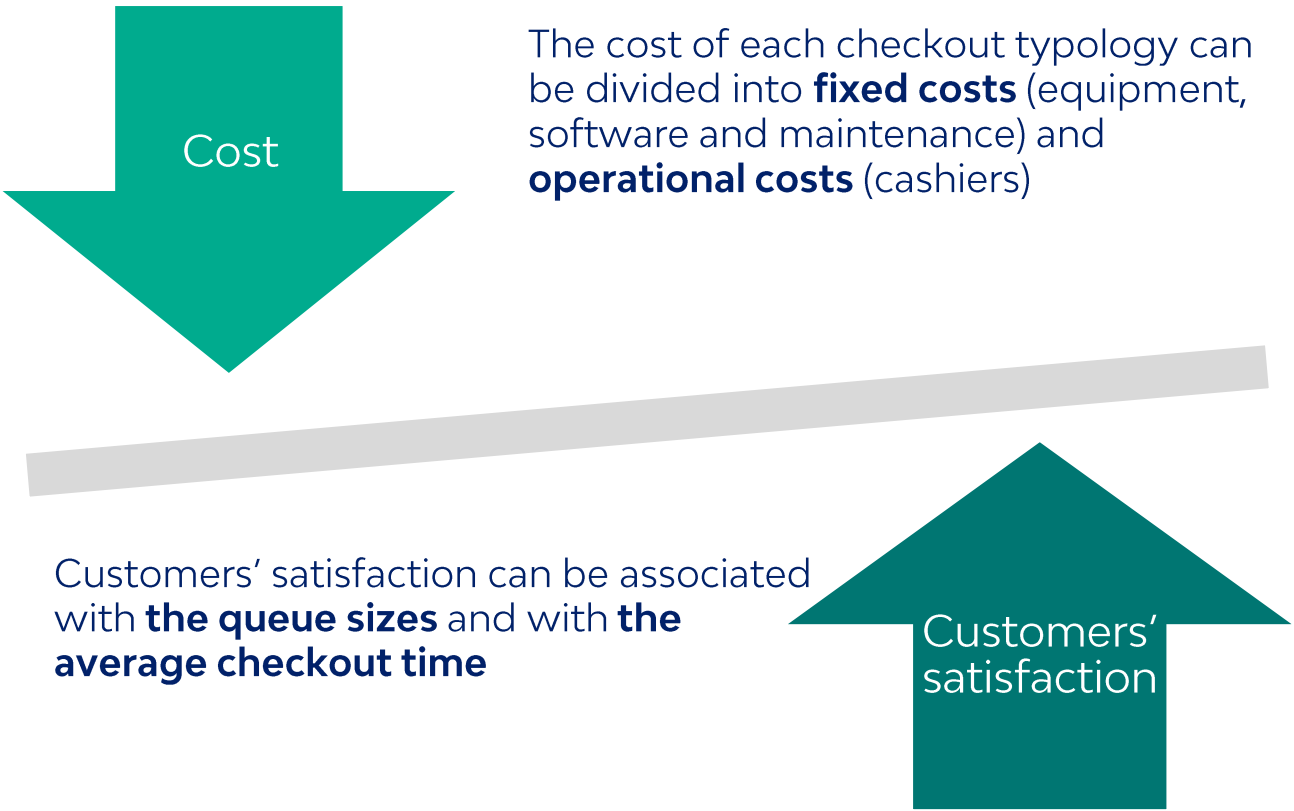 Cost
The cost of each checkout typology can
be divided into fixed costs (equipment,
software and maintenance) and
operational costs (cashiers)
Customers’ satisfaction can be associated
with the queue sizes and with the
average checkout time
Customers’
satisfaction